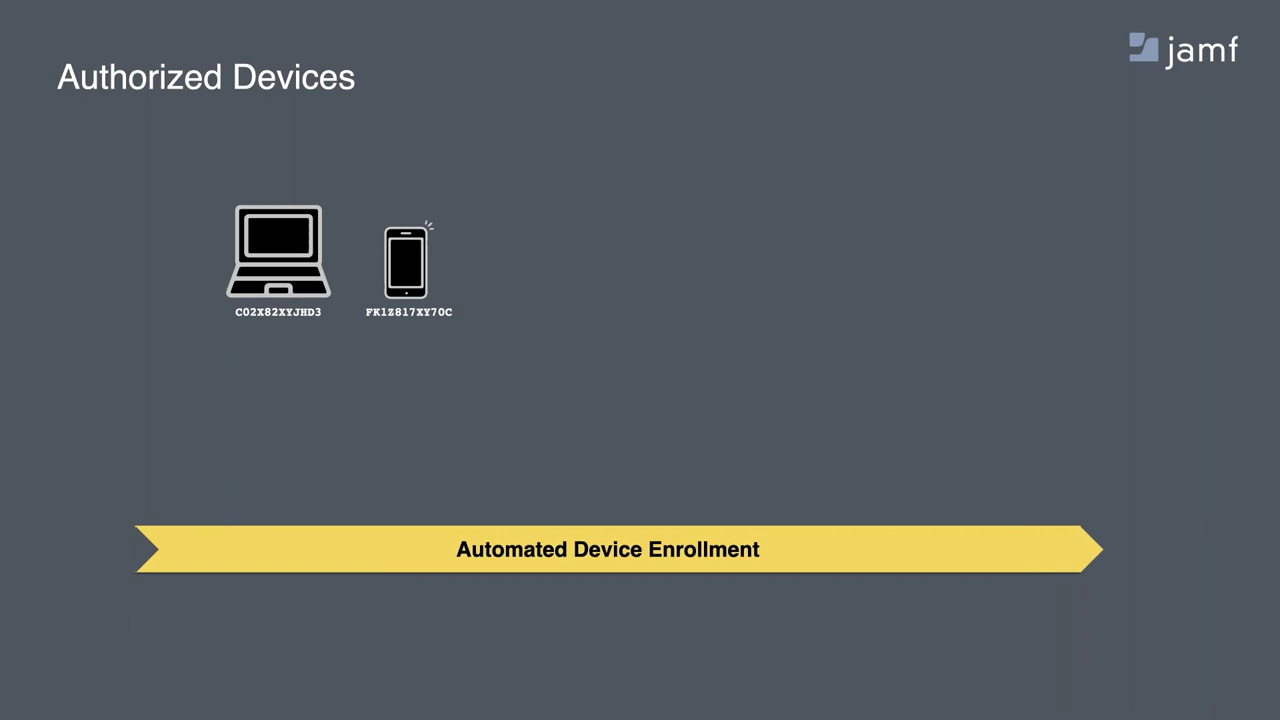 jamf
Authorized Devices
C02X82XYJHD3
FK1Z817XY70C
Automated Device Enrollment